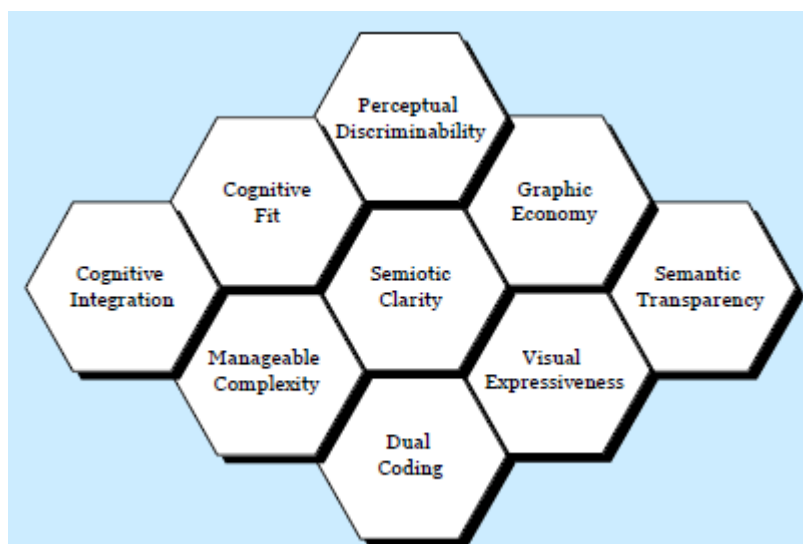 Perceptual
Discriminability
Cognitive
Fit
Graphic
Economy
Cognitive
Integration
Semiotic
Clarity
Semantic
Transparency
Manageable
Complexity
Visual
Expressiveness
Dual
Coding